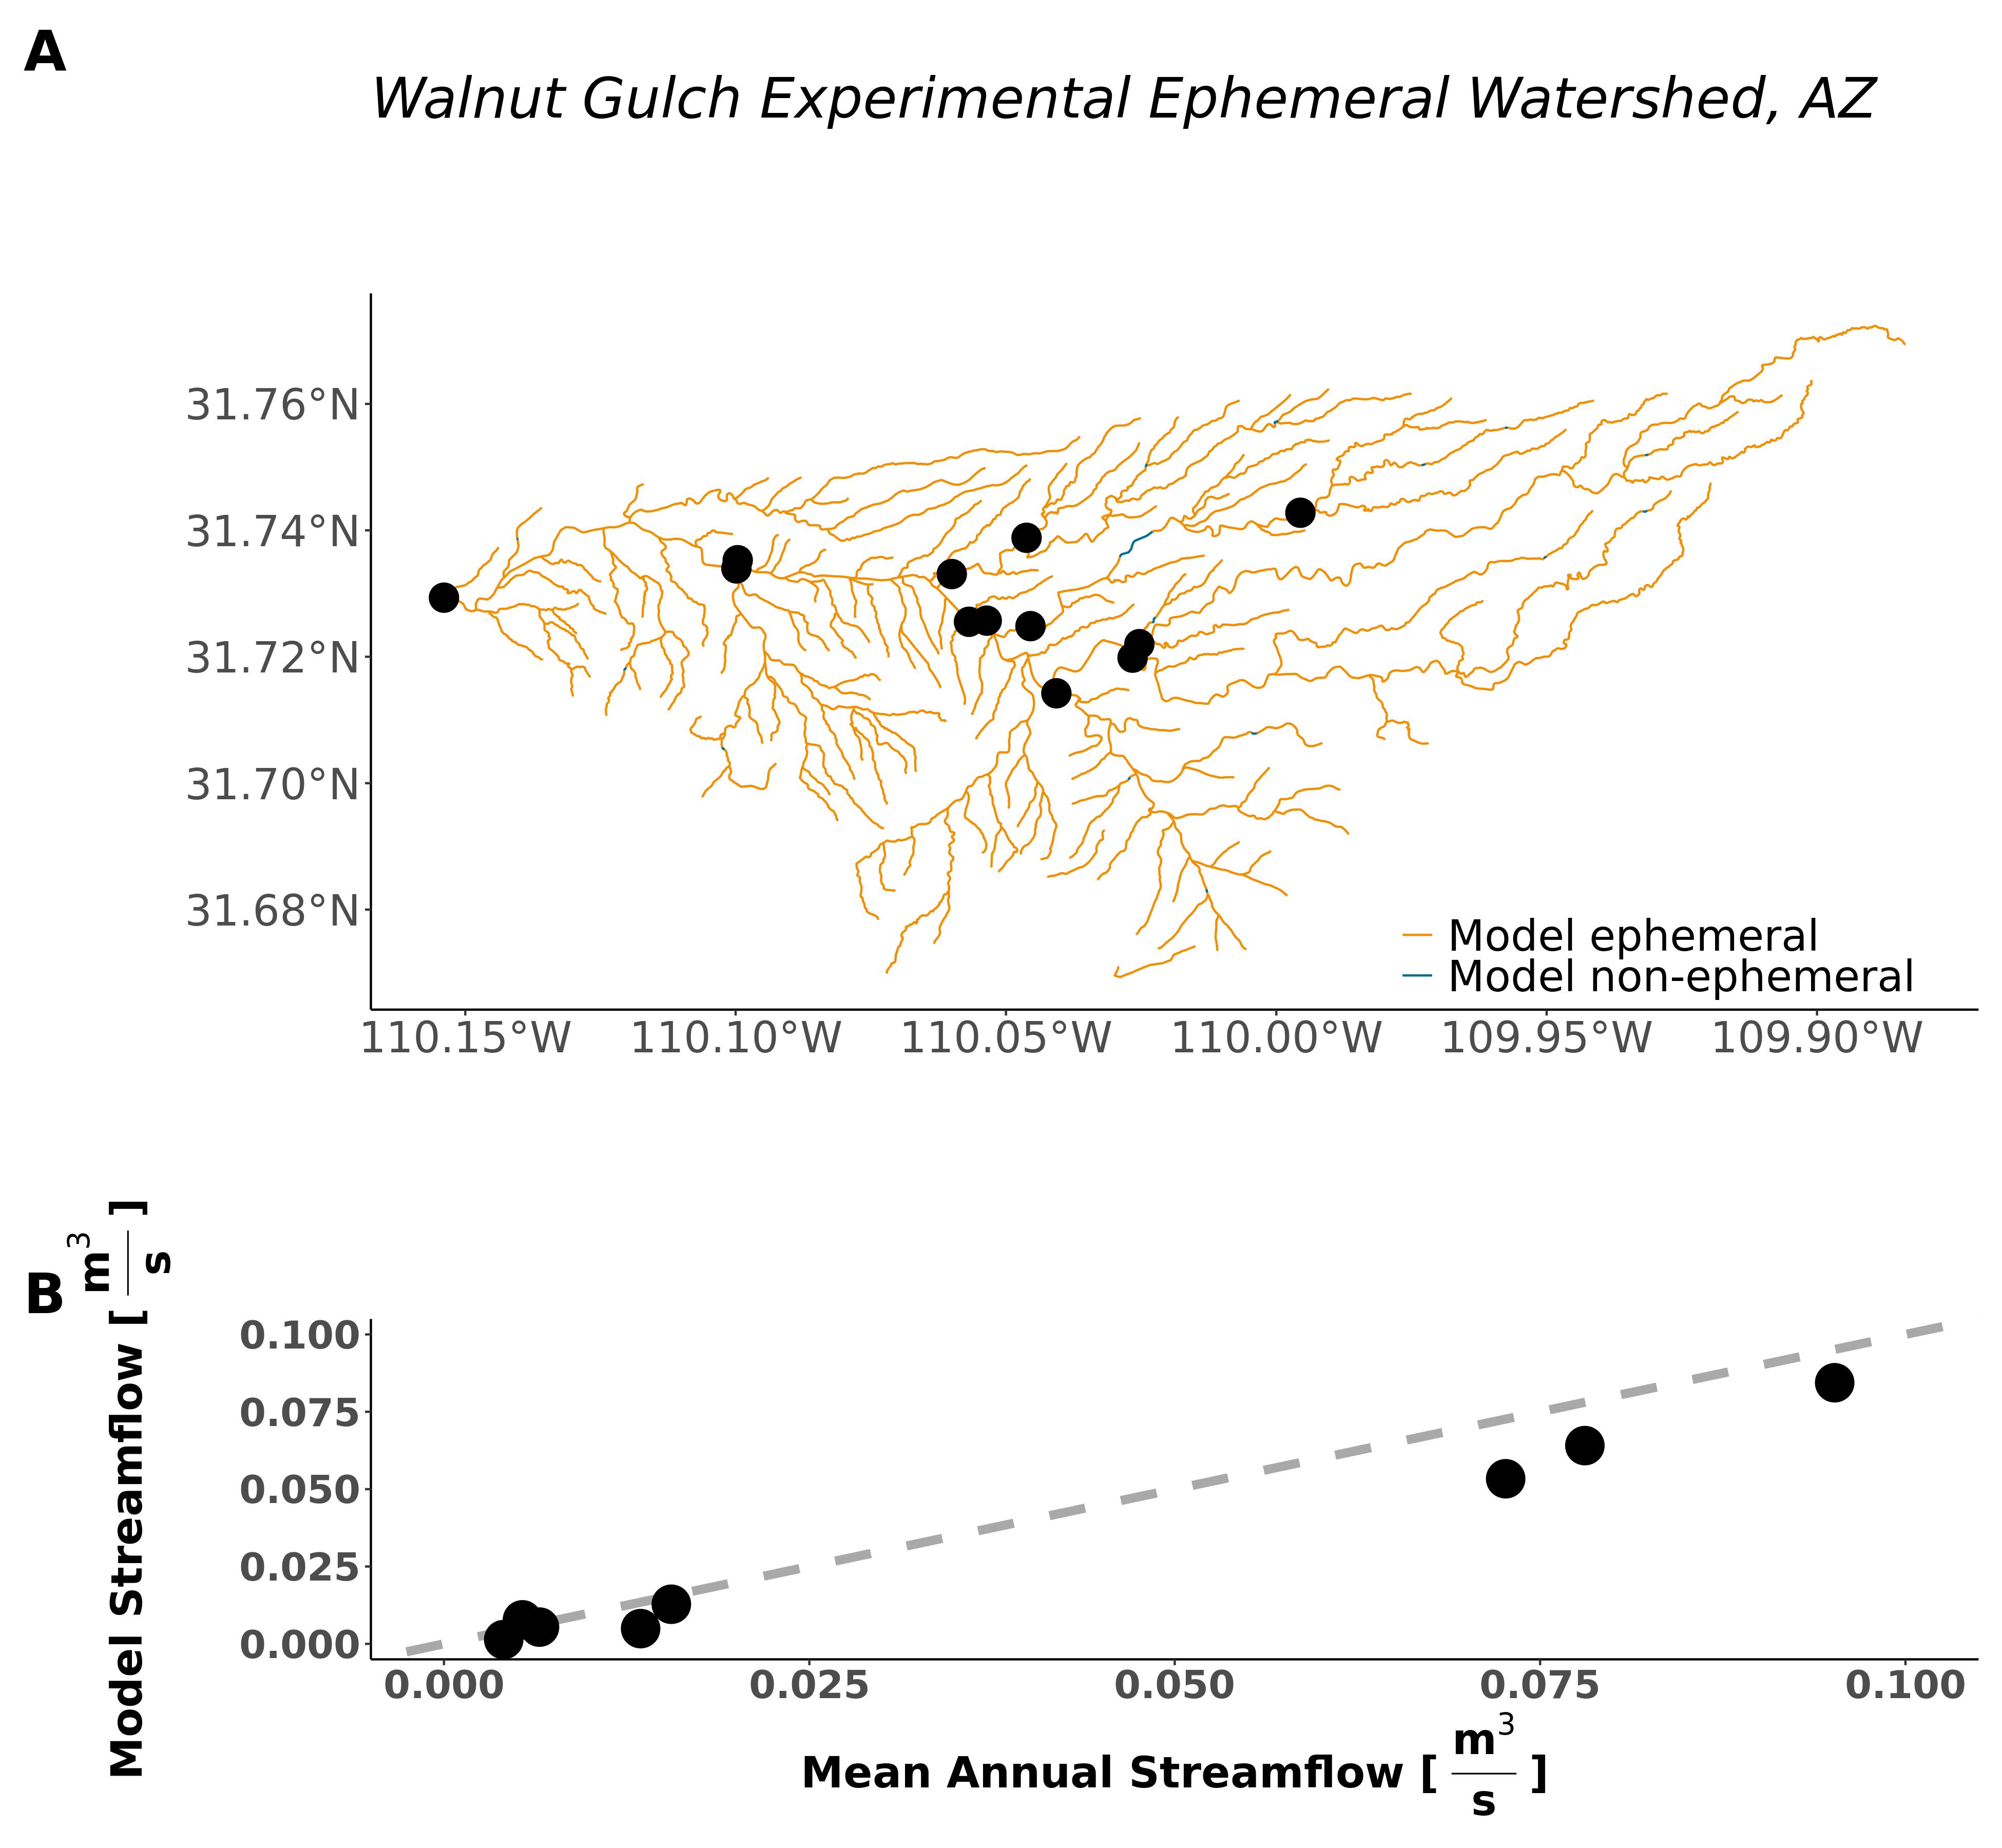 A
Walnut Gulch Experimental Ephemeral Watershed, AZ
31.76°N
31.74°N
31.72°N
31.70°N
31.68°N
Model ephemeral
Model non-ephemeral
110.15°W 110.10°W 110.05°W 110.00°W 109.95°W 109.90°W
B
Model Streamflow [ m³/s ]
0.100
0.075
0.050
0.025
0.000
0.000 0.025 0.050 0.075 0.100
Mean Annual Streamflow [ m³/s ]